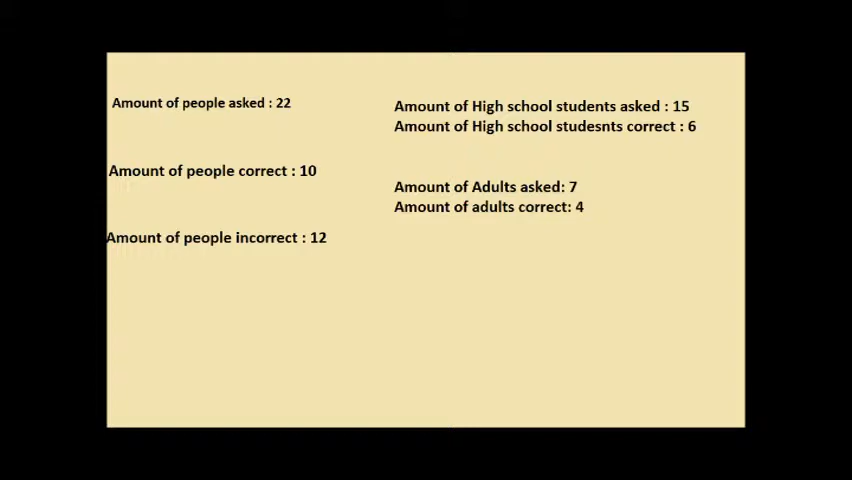 Amount of people asked : 22
Amount of people correct : 10
Amount of people incorrect : 12
Amount of High school students asked : 15
Amount of High school studesnts correct : 6
Amount of Adults asked: 7
Amount of adults correct: 4